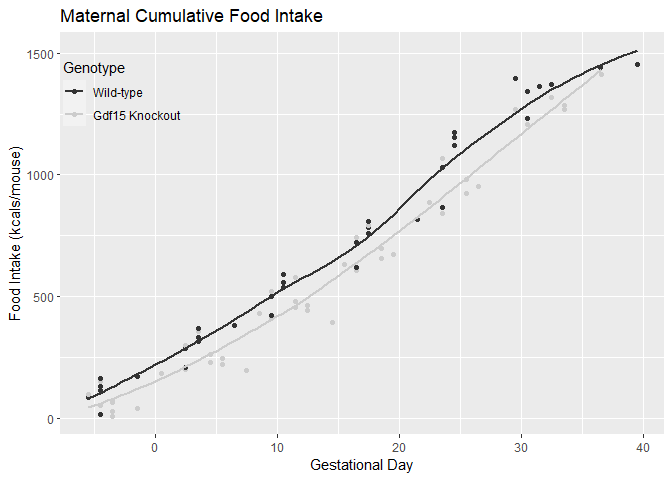 Maternal Cumulative Food Intake
Food Intake (kcals/mouse)
1500
1000
500
0
Genotype
Wild-type
Gdf15 Knockout
0 10 20 30 40
Gestational Day